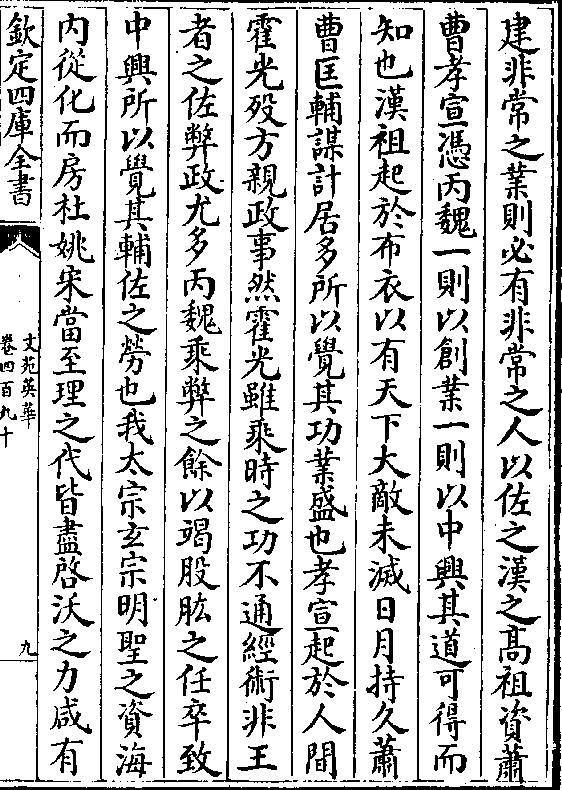 建非常之業則必有非常之人以佐之漢之髙祖資蕭
曹孝宣憑丙魏一則以創業一則以中興其道可得而
知也漢祖起於布衣以有天下大敵未滅日月持久蕭
曹匡輔謀計居多所以覺其功業盛也孝宣起於人間
霍光殁方親政事然霍光雖乘時之功不通經術非王
者之佐弊政尤多丙魏乘弊之餘以竭股肱之任卒致
中興所以覺其輔佐之勞也我太宗玄宗明聖之資海
内從化而房杜姚宋當至理之代皆盡啓沃之力咸有
欽定四庫全書
文苑英華
卷四百九十
九